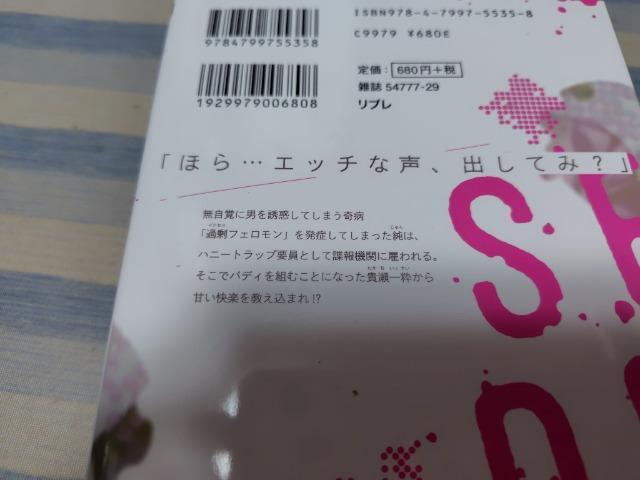 ISBN978-4-7997-5535-8
9784799755358
C9979 ¥680E
定価:680円+税
雑誌 54777-29
1929979006808
リブレ
「ほら…エッチな声、出してみ?」
無自覚に男を誘惑してしまう奇病
「過剰フェロモン」を発症してしまった純は、
ハニートラップ要員として諜報機関に雇われる。
そこでバディを組むことになった貴瀬一粋から
甘い快楽を教え込まれ!?